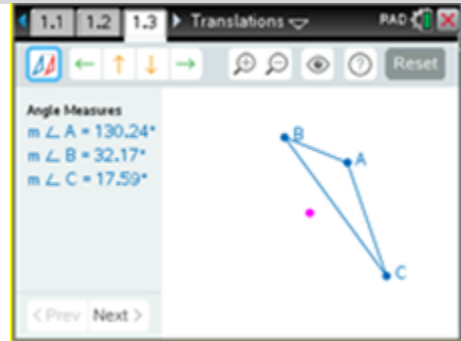 1.1 1.2 1.3 Translations RAD
Reset
Angle Measures
m ∠ A = 130.24°
m ∠ B = 32.17°
m ∠ C = 17.59°
B
A
C
< Prev Next >